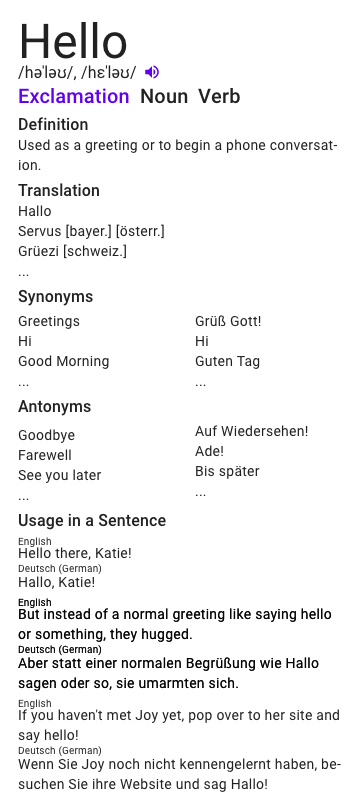 Hello
/həˈləʊ/, /hɛˈləʊ/
Exclamation Noun Verb
Definition
Used as a greeting or to begin a phone conversat-
ion.
Translation
Hallo
Servus [bayer.] [österr.]
Grüezi [schweiz.]
...
Synonyms
Greetings
Hi
Good Morning
...
Grüß Gott!
Hi
Guten Tag
...
Antonyms
Goodbye
Farewell
See you later
...
Auf Wiedersehen!
Ade!
Bis später
...
Usage in a Sentence
English
Hello there, Katie!
Deutsch (German)
Hallo, Katie!
English
But instead of a normal greeting like saying hello
or something, they hugged.
Deutsch (German)
Aber statt einer normalen Begrüßung wie Hallo
sagen oder so, sie umarmten sich.
English
If you haven't met Joy yet, pop over to her site and
say hello!
Deutsch (German)
Wenn Sie Joy noch nicht kennengelernt haben, be-
suchen Sie ihre Website und sag Hallo!